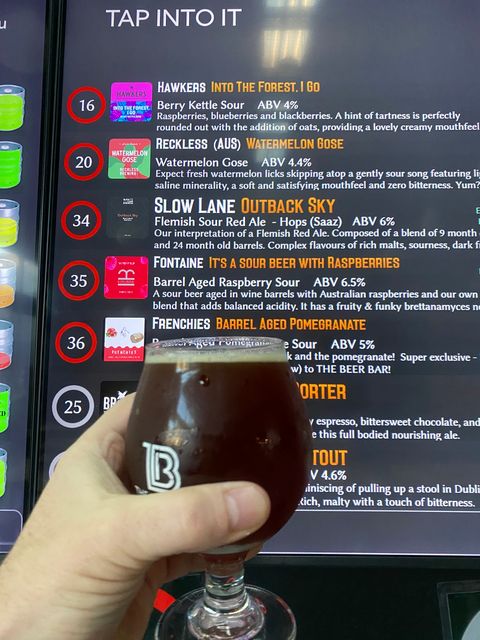 u
TAP INTO IT
16
HAWKERS INTO THE FOREST, I GO
Berry Kettle Sour ABV 4%
Raspberries, blueberries and blackberries. A hint of tartness is perfectly
rounded out with the addition of oats, providing a lovely creamy mouthfeel
20
RECKLESS (AUS) WATERMELON GOSE
Watermelon Gose ABV 4.4%
Expect fresh watermelon licks skipping atop a gently sour song featuring li
saline minerality, a soft and satisfying mouthfeel and zero bitterness. Yum?
34
SLOW LANE OUTBACK SKY
Flemish Sour Red Ale - Hops (Saaz) ABV 6%
Our interpretation of a Flemish Red Ale. Composed of a blend of 9 month
and 24 month old barrels. Complex flavours of rich malts, sourness, dark f
35
FONTAINE IT'S A SOUR BEER WITH RASPBERRIES
Barrel Aged Raspberry Sour ABV 6.5%
A sour beer aged in wine barrels with Australian raspberries and our own
blend that adds balanced acidity. It has a fruity & funky brettanamyces n
36
FRENCHIES BARREL AGED POMEGRANATE
Barrel Aged Pomegranate Sour ABV 5%
k and the pomegranate! Super exclusive -
w) to THE BEER BAR!
25
BR
ORTER
y espresso, bittersweet chocolate, and
e this full bodied nourishing ale.
TOUT
V 4.6%
iniscing of pulling up a stool in Dubli
Rich, malty with a touch of bitterness.
B